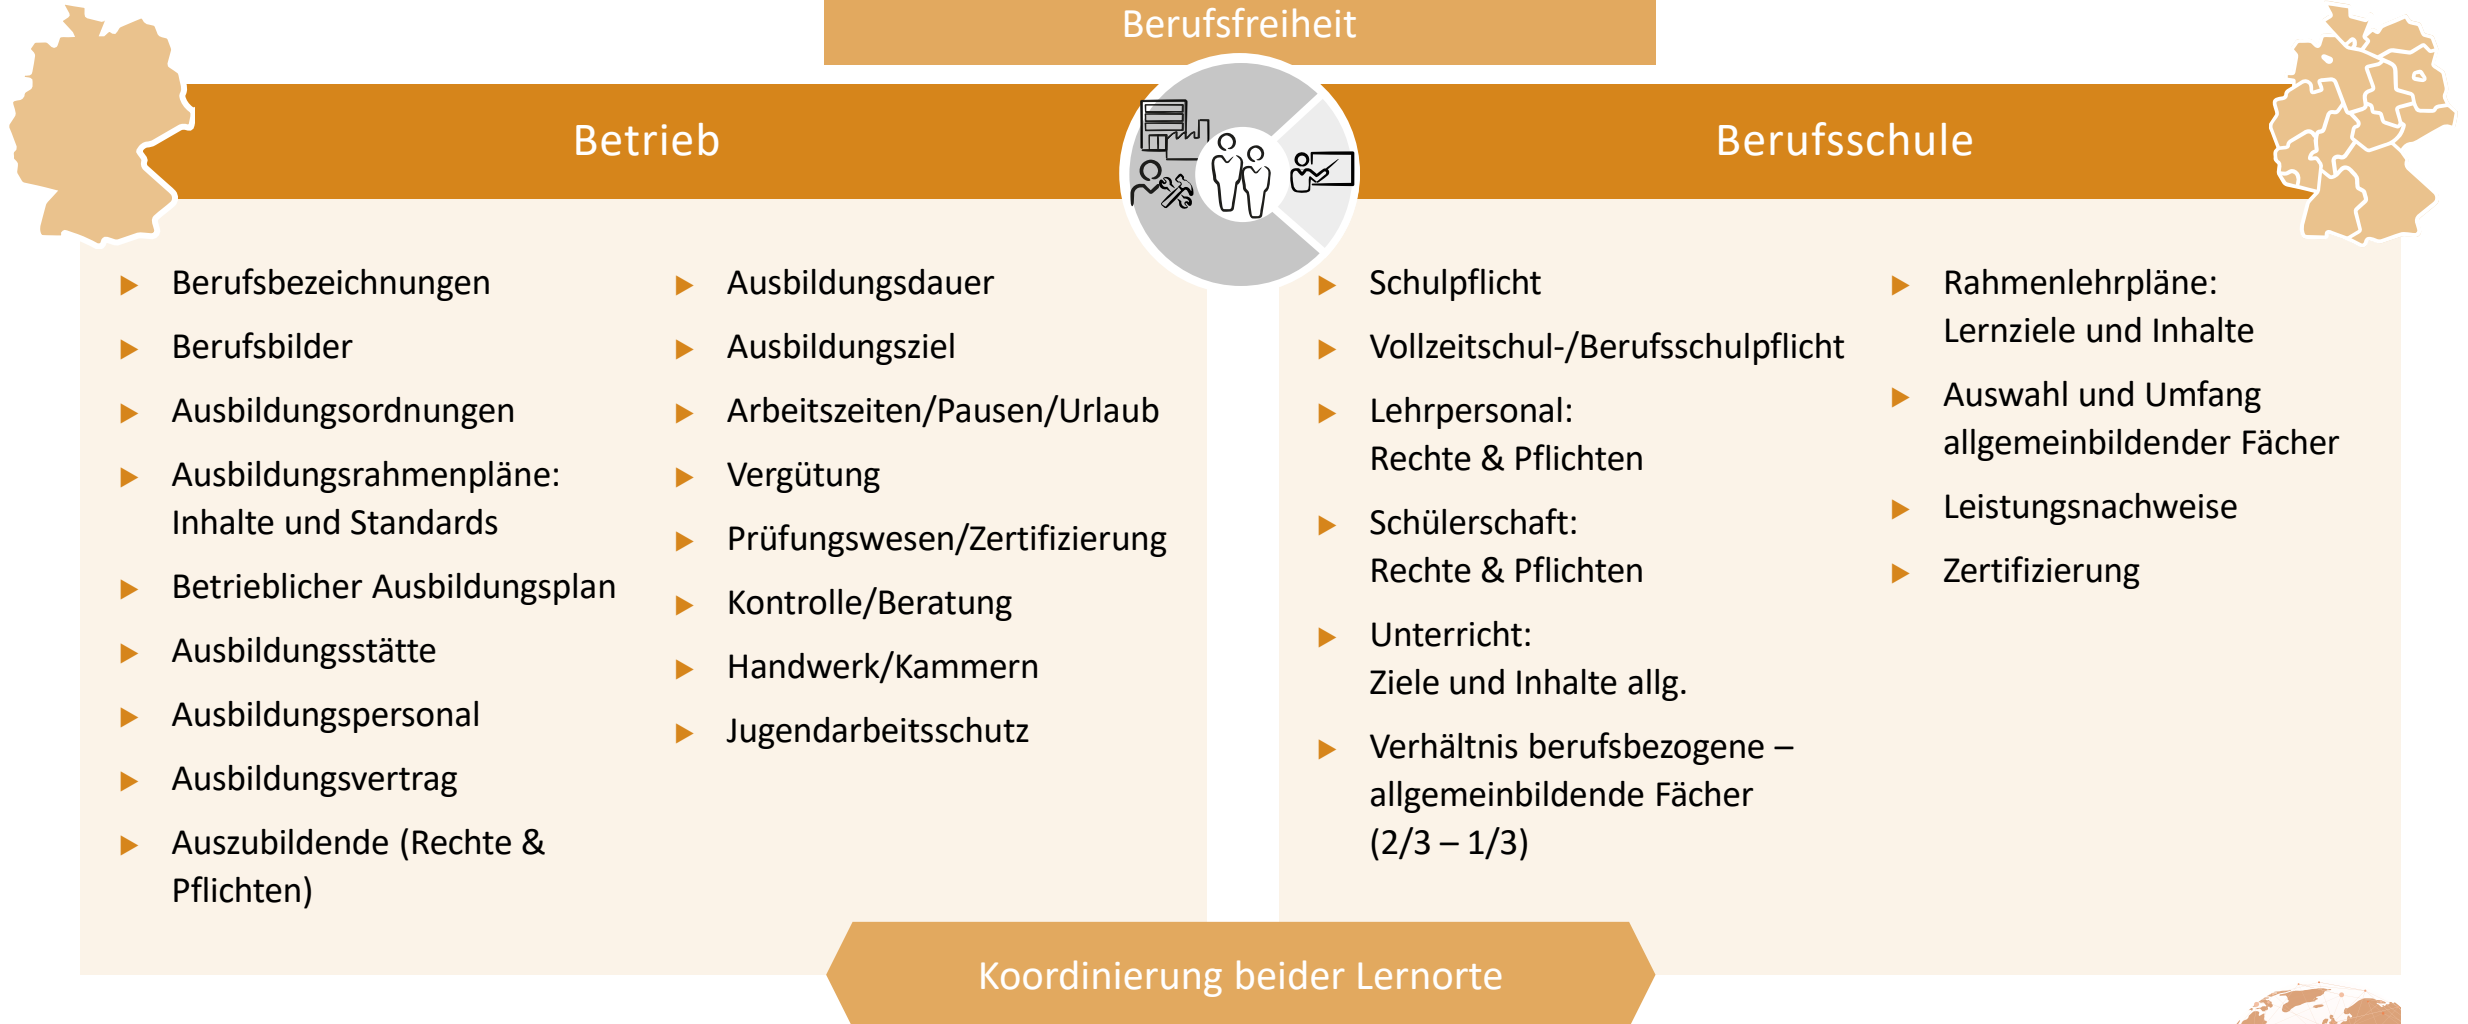 Berufsfreiheit
Betrieb
Berufsschule
Berufsbezeichnungen
Berufsbilder
Ausbildungsordnungen
Ausbildungsrahmenpläne:
Inhalte und Standards
Betrieblicher Ausbildungsplan
Ausbildungsstätte
Ausbildungspersonal
Ausbildungsvertrag
Auszubildende (Rechte &
Pflichten)
Ausbildungsdauer
Ausbildungsziel
Arbeitszeiten/Pausen/Urlaub
Vergütung
Prüfungswesen/Zertifizierung
Kontrolle/Beratung
Handwerk/Kammern
Jugendarbeitsschutz
Schulpflicht
Vollzeitschul-/Berufsschulpflicht
Lehrpersonal:
Rechte & Pflichten
Schülerschaft:
Rechte & Pflichten
Unterricht:
Ziele und Inhalte allg.
Verhältnis berufsbezogene –
allgemeinbildende Fächer
(2/3 – 1/3)
Rahmenlehrpläne:
Lernziele und Inhalte
Auswahl und Umfang
allgemeinbildender Fächer
Leistungsnachweise
Zertifizierung
Koordinierung beider Lernorte